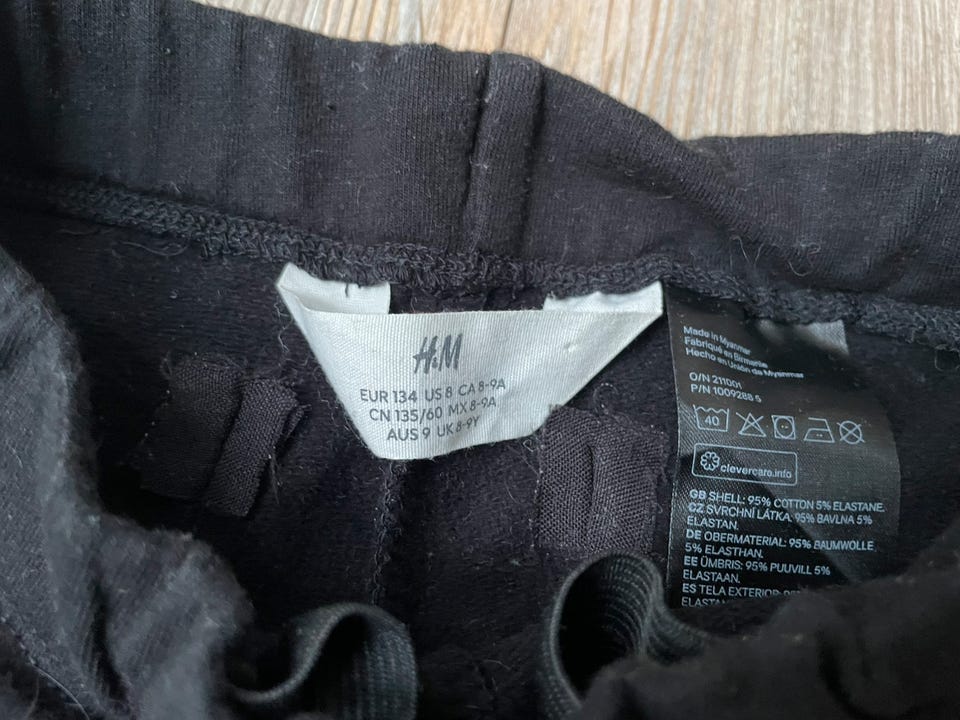 H&M
EUR 134 US 8 CA 8-9A
CN 135/60 MX 8-9A
AUS 9 UK 8-9Y
Made in Myanmar
Fabriqué en Birmanie
Hecho en Unión de Myanmar
O/N 211001
P/N 1009288 5
40
clevercare.info
GB SHELL: 95% COTTON 5% ELASTANE.
CZ SVRCHNÍ LÁTKA: 95% BAVLNA 5%
ELASTAN.
DE OBERMATERIAL: 95% BAUMWOLLE
5% ELASTHAN.
EE ÜMBRIS: 95% PUUVILL 5%
ELASTAAN.
ES TELA EXTERIOR: